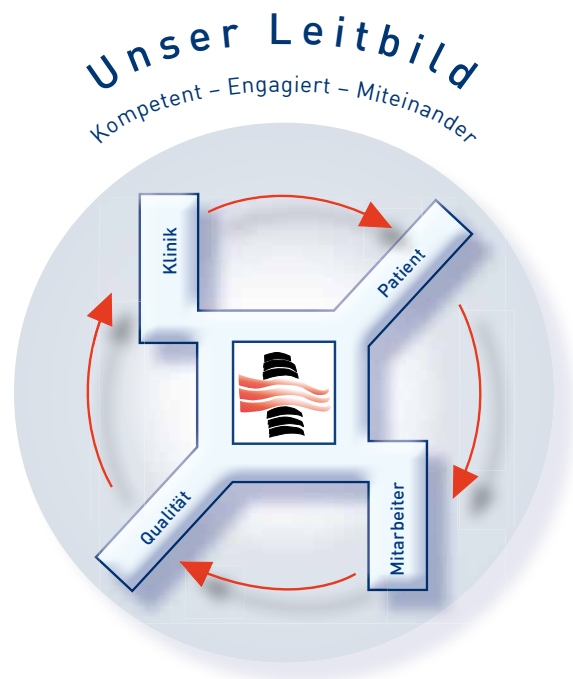 Unser Leitbild
Kompetent – Engagiert – Miteinander
Klinik
Patient
Qualität
Mitarbeiter